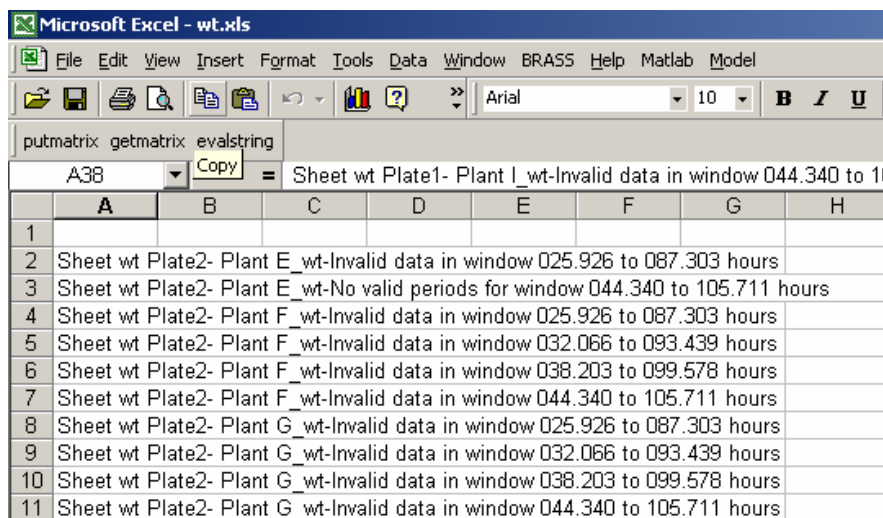 Microsoft Excel - wt.xls
File Edit View Insert Format Tools Data Window BRASS Help Matlab Model
Arial 10 B I U
putmatrix getmatrix evalstring
Copy
A38 = Sheet wt Plate1- Plant I_wt-Invalid data in window 044.340 to 1
A B C D E F G H
1
2 Sheet wt Plate2- Plant E_wt-Invalid data in window 025.926 to 087.303 hours
3 Sheet wt Plate2- Plant E_wt-No valid periods for window 044.340 to 105.711 hours
4 Sheet wt Plate2- Plant F_wt-Invalid data in window 025.926 to 087.303 hours
5 Sheet wt Plate2- Plant F_wt-Invalid data in window 032.066 to 093.439 hours
6 Sheet wt Plate2- Plant F_wt-Invalid data in window 038.203 to 099.578 hours
7 Sheet wt Plate2- Plant F_wt-Invalid data in window 044.340 to 105.711 hours
8 Sheet wt Plate2- Plant G_wt-Invalid data in window 025.926 to 087.303 hours
9 Sheet wt Plate2- Plant G_wt-Invalid data in window 032.066 to 093.439 hours
10 Sheet wt Plate2- Plant G_wt-Invalid data in window 038.203 to 099.578 hours
11 Sheet wt Plate2- Plant G_wt-Invalid data in window 044.340 to 105.711 hours